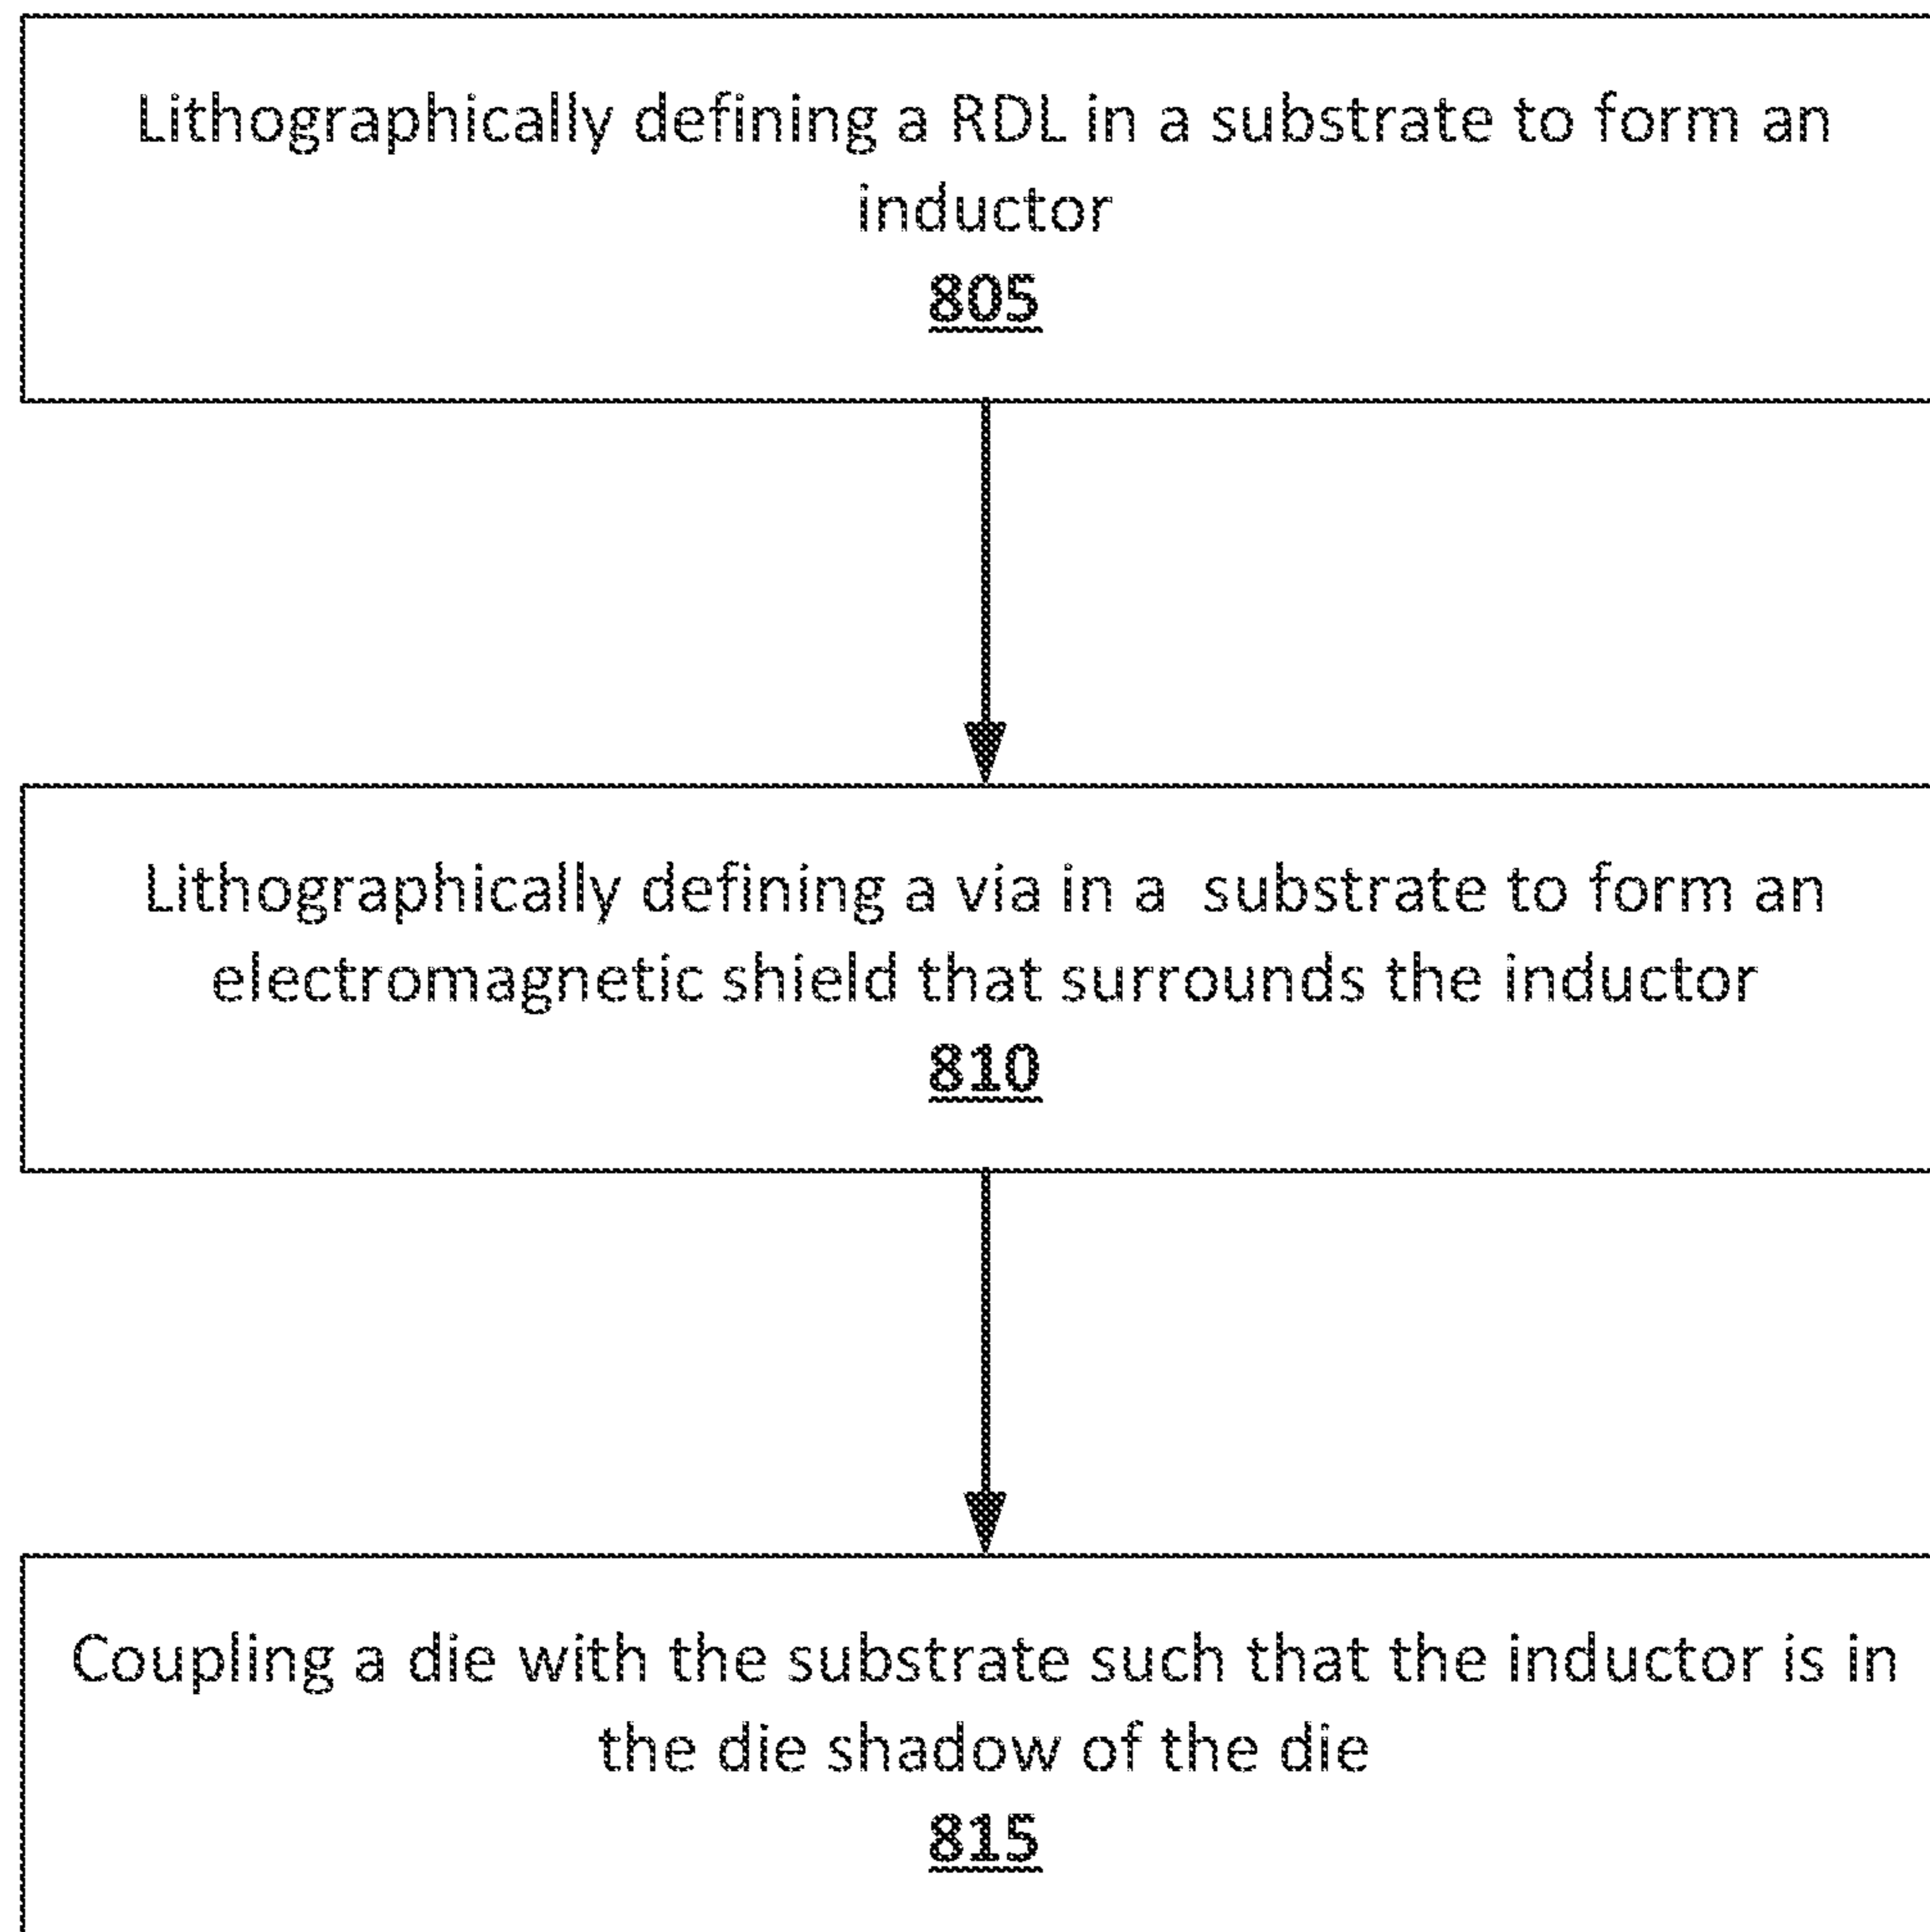 Lithographically defining a RDL in a substrate to form an
inductor
805
Lithographically defining a via in a  substrate to form an
electromagnetic shield that surrounds the inductor
810
Coupling a die with the substrate such that the inductor is in
the die shadow of the die
815